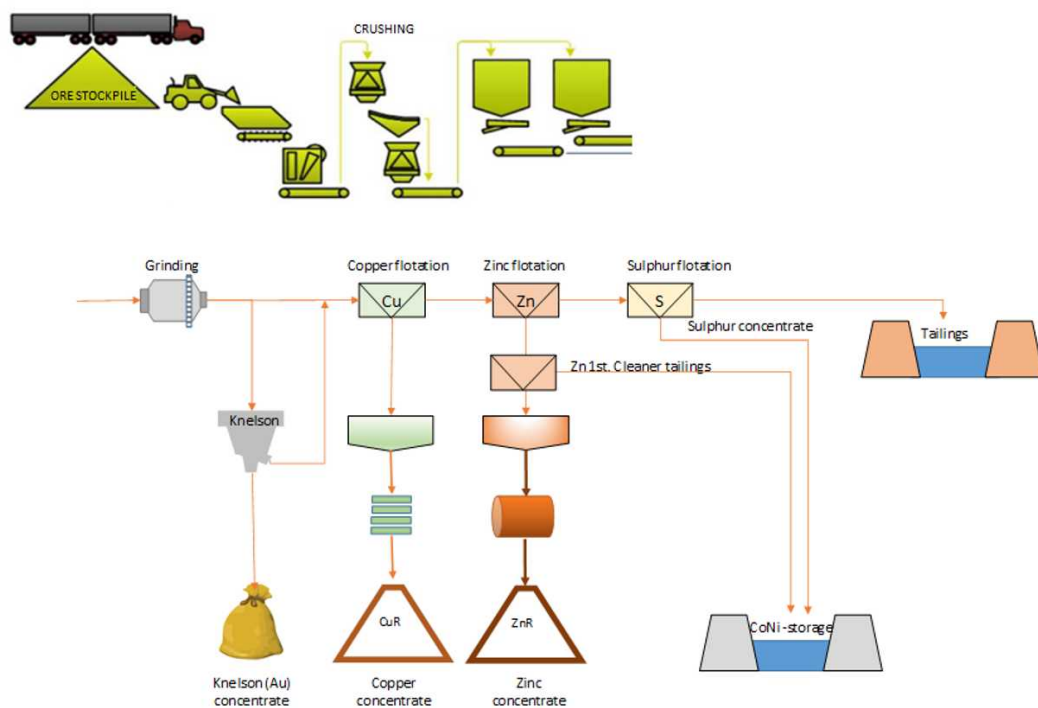 CRUSHING
ORE STOCKPILE
Grinding
Copper flotation
Zinc flotation
Sulphur flotation
Cu
Zn
S
Sulphur concentrate
Tailings
Zn 1st. Cleaner tailings
Knelson
CuR
ZnR
CoNi-storage
Knelson (Au)
concentrate
Copper
concentrate
Zinc
concentrate